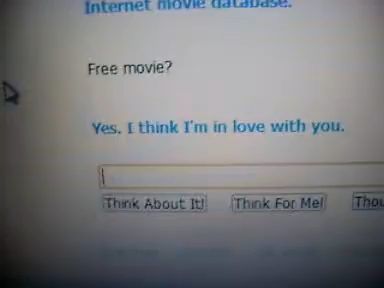 Internet movie database.
Free movie?
Yes. I think I'm in love with you.
Think About It! Think For Me!